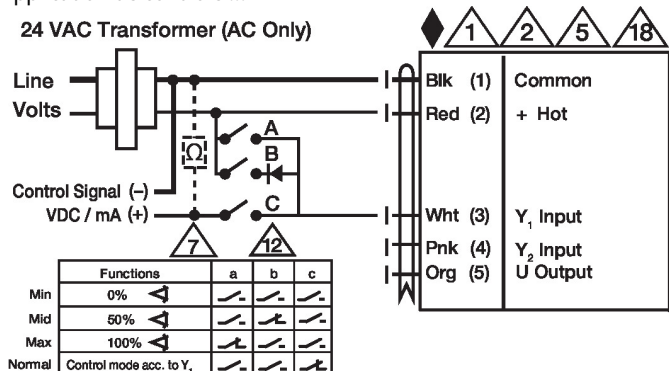 24 VAC Transformer (AC Only)
1 2 5 18
Line
Volts
Blk (1) Common
Red (2) + Hot
A
B
Ω
Control Signal (–)
VDC / mA (+)
C
Wht (3) Y₁ Input
Pnk (4) Y₂ Input
Org (5) U Output
7 12
Functions a b c
Min 0%
Mid 50%
Max 100%
Normal Control mode acc. to Y₁